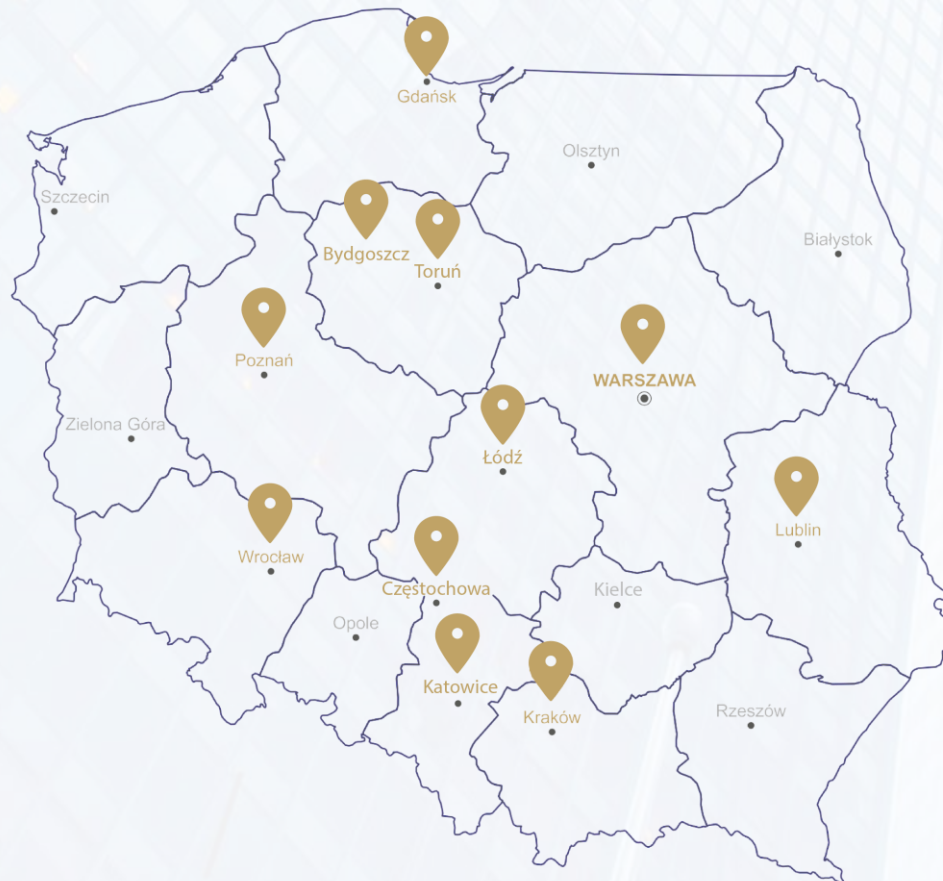 Gdańsk
Olsztyn
Szczecin
Białystok
Bydgoszcz
Toruń
Poznań
WARSZAWA
Zielona Góra
Łódź
Lublin
Wrocław
Częstochowa
Kielce
Opole
Katowice
Rzeszów
Kraków